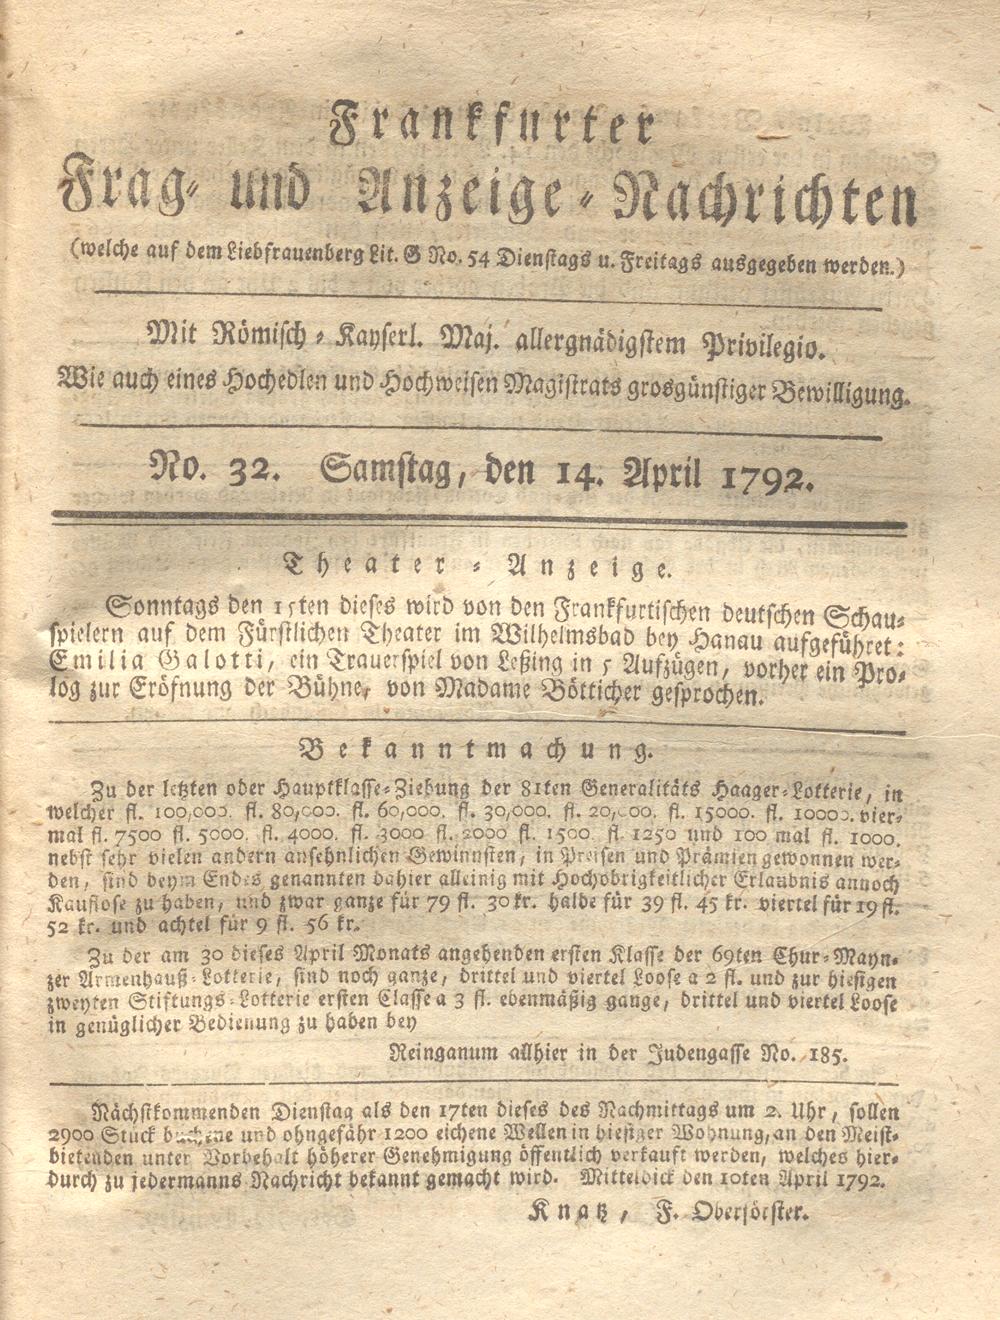 Frankfurter
Frag- und Anzeige-Nachrichten
(welche auf dem Liebfrauenberg Lit. G No. 54 Dienstags u. Freitags ausgegeben werden.)
Mit Römisch-Kayserl. Maj. allergnädigstem Privilegio.
Wie auch eines Hochedlen und Hochweisen Magistrats grosgünstiger Bewilligung.
No. 32. Samstag, den 14. April 1792.
Theater-Anzeige.
Sonntags den 15ten dieses wird von den Frankfurtischen deutschen Schau-
spielern auf dem Fürstlichen Theater im Wilhelmsbad bey Hanau aufgeführet:
Emilia Galotti, ein Trauerspiel von Leßing in 5 Aufzügen, vorher ein Pro-
log zur Eröfnung der Bühne, von Madame Bötticher gesprochen.
Bekanntmachung.
Zu der letzten oder Hauptklasse-Ziehung der 81ten Generalitäts Haager-Lotterie, in
welcher fl. 100,000. fl. 80,000. fl. 60,000. fl. 30,000. fl. 20,000. fl. 15000. fl. 10000. vier-
mal fl. 7500 fl. 5000. fl. 4000. fl. 3000 fl. 2000 fl. 1500. fl. 1250 und 100 mal fl. 1000.
nebst sehr vielen andern ansehnlichen Gewinnsten, in Preisen und Prämien gewonnen wer-
den, sind beym Endes genannten dahier alleinig mit Hochobrigkeitlicher Erlaubnis annoch
Kauflose zu haben, und zwar ganze für 79 fl. 30 kr. halde für 39 fl. 45 kr. viertel für 19 fl.
52 kr. und achtel für 9 fl. 56 kr.
Zu der am 30 dieses April-Monats angehenden ersten Klasse der 69ten Chur-Mayn-
zer Armenhauß-Lotterie, sind noch ganze, drittel und viertel Loose a 2 fl. und zur hiesigen
zweyten Stiftungs-Lotterie ersten Classe a 3 fl. ebenmäßig gange, drittel und viertel Loose
in genüglicher Bedienung zu haben bey
Reinganum allhier in der Judengasse No. 185.
Nächstkommenden Dienstag als den 17ten dieses des Nachmittags um 2. Uhr, sollen
2900 Stück buchene und ohngefähr 1200 eichene Wellen in hiesiger Wohnung, an den Meist-
bietenden unter Vorbehalt höherer Genehmigung öffentlich verkauft werden, welches hier-
durch zu jedermanns Nachricht bekannt gemacht wird. Mitteldick den 10ten April 1792.
Knatz, F. Oberförster.